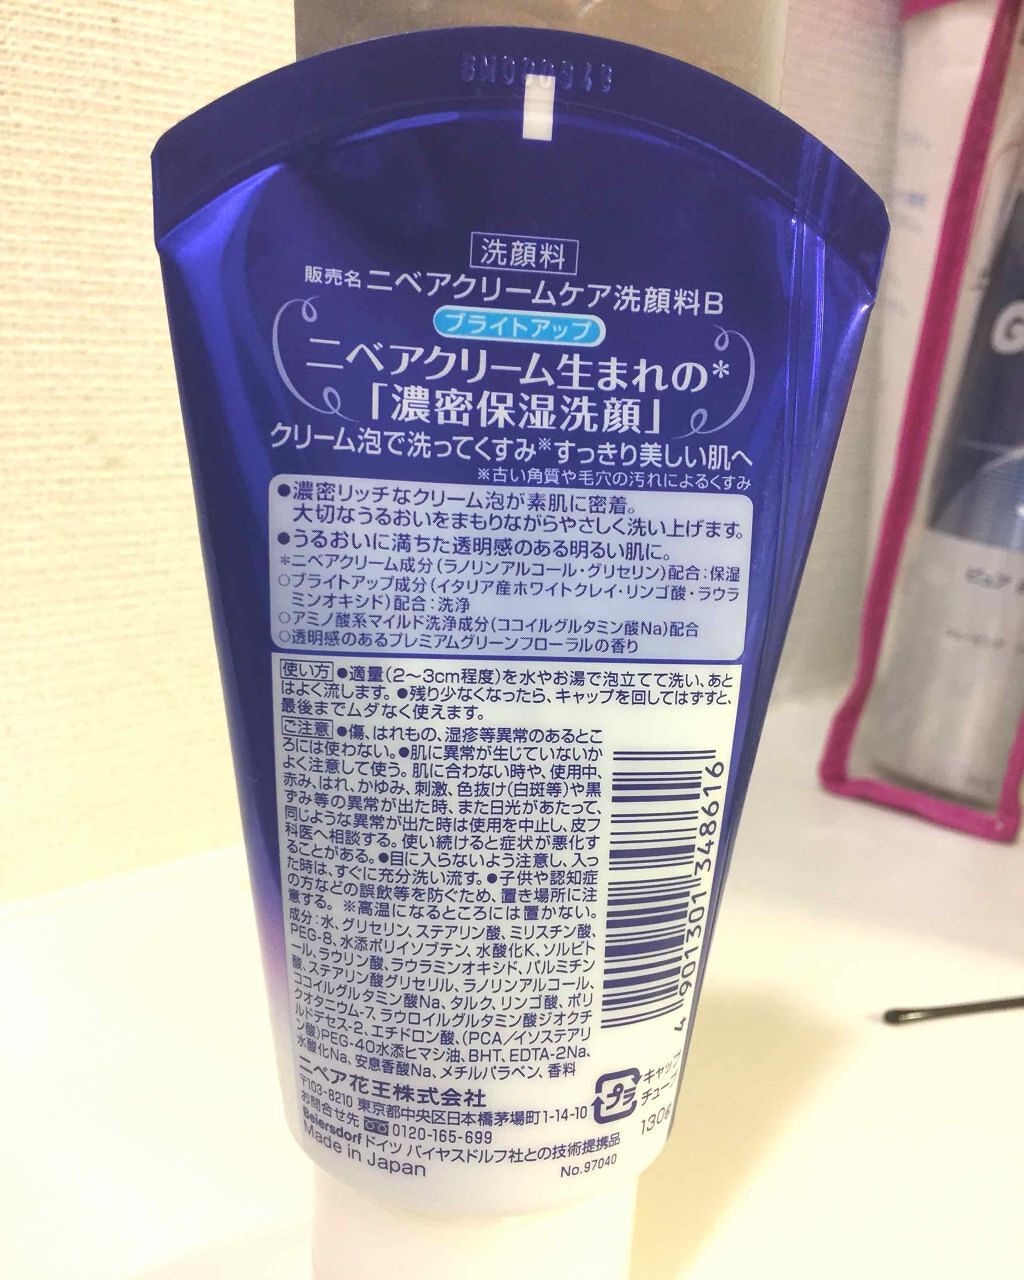 洗顔料
販売名ニベアクリームケア洗顔料B
ブライトアップ
ニベアクリーム生まれの*
「濃密保湿洗顔」
クリーム泡で洗ってくすみ※すっきり美しい肌へ
※古い角質や毛穴の汚れによるくすみ
●濃密リッチなクリーム泡が素肌に密着。
大切なうるおいをまもりながらやさしく洗い上げます。
●うるおいに満ちた透明感のある明るい肌に。
*ニベアクリーム成分(ラノリンアルコール・グリセリン)配合:保湿
○ブライトアップ成分(イタリア産ホワイトクレイ・リンゴ酸・ラウラ
ミンオキシド)配合:洗浄
○アミノ酸系マイルド洗浄成分(ココイルグルタミン酸Na)配合
○透明感のあるプレミアムグリーンフローラルの香り
使い方 ●適量(2〜3cm程度)を水やお湯で泡立てて洗い、あと
はよく流します。●残り少なくなったら、キャップを回してはずすと、
最後までムダなく使えます。
ご注意 ●傷、はれもの、湿疹等異常のあるとこ
ろには使わない。●肌に異常が生じていないか
よく注意して使う。肌に合わない時や、使用中、
赤み、はれ、かゆみ、刺激、色抜け(白斑等)や黒
ずみ等の異常が出た時、また日光があたって、
同じような異常が出た時は使用を中止し、皮フ
科医へ相談する。使い続けると症状が悪化す
ることがある。●目に入らないよう注意し、入っ
た時は、すぐに充分洗い流す。●子供や認知症
の方などの誤飲等を防ぐため、置き場所に注
意する。※高温になるところには置かない。
成分:水、グリセリン、ステアリン酸、ミリスチン酸、
PEG-8、水添ポリイソブテン、水酸化K、ソルビト
ール、ラウリン酸、ラウラミンオキシド、パルミチン
酸、ステアリン酸グリセリル、ラノリンアルコール、
ココイルグルタミン酸Na、タルク、リンゴ酸、ポリ
クオタニウム-7、ラウロイルグルタミン酸ジオクチ
ルドデセス-2、エチドロン酸、(PCA/イソステアリ
ン酸)PEG-40水添ヒマシ油、BHT、EDTA-2Na、
水酸化Na、安息香酸Na、メチルパラベン、香料
4 901301 348616
ニベア花王株式会社
〒103-8210 東京都中央区日本橋茅場町1-14-10
お問合せ先 0120-165-699
Beiersdorf ドイツ バイヤスドルフ社との技術提携品
Made in Japan
No.97040
プラ
キャップ
チューブ
130g
G
ピュア